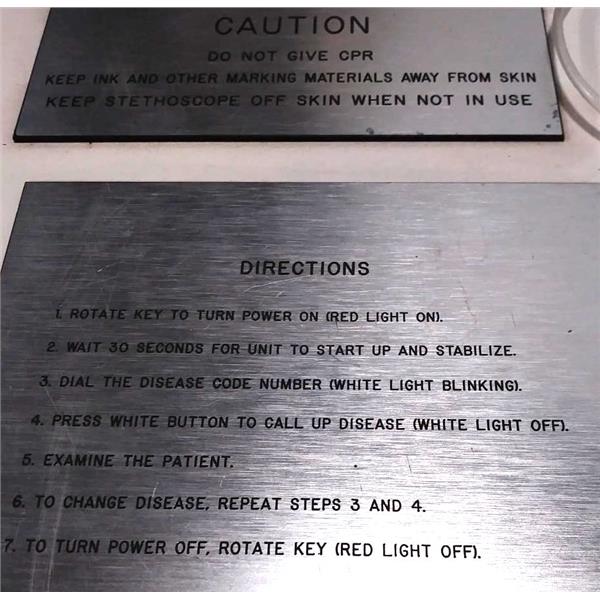 CAUTION
DO NOT GIVE CPR
KEEP INK AND OTHER MARKING MATERIALS AWAY FROM SKIN
KEEP STETHOSCOPE OFF SKIN WHEN NOT IN USE
DIRECTIONS
1. ROTATE KEY TO TURN POWER ON (RED LIGHT ON).
2. WAIT 30 SECONDS FOR UNIT TO START UP AND STABILIZE.
3. DIAL THE DISEASE CODE NUMBER (WHITE LIGHT BLINKING).
4. PRESS WHITE BUTTON TO CALL UP DISEASE (WHITE LIGHT OFF).
5. EXAMINE THE PATIENT.
6. TO CHANGE DISEASE, REPEAT STEPS 3 AND 4.
7. TO TURN POWER OFF, ROTATE KEY (RED LIGHT OFF).